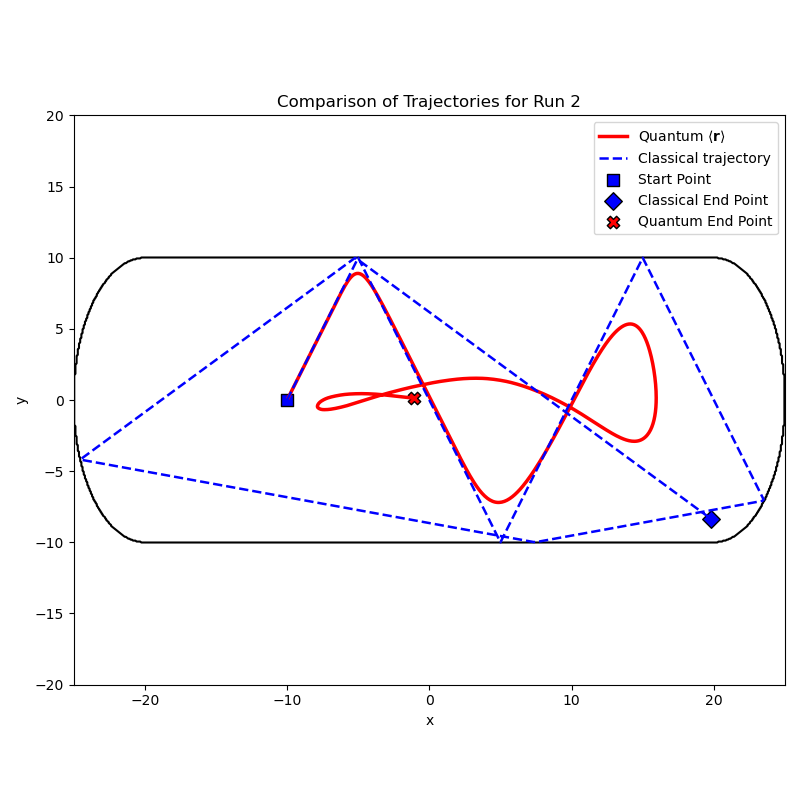 Comparison of Trajectories for Run 2
20
15
10
5
0
−5
−10
−15
−20
y
−20
−10
0
10
20
x
Quantum ⟨r⟩
Classical trajectory
Start Point
Classical End Point
Quantum End Point